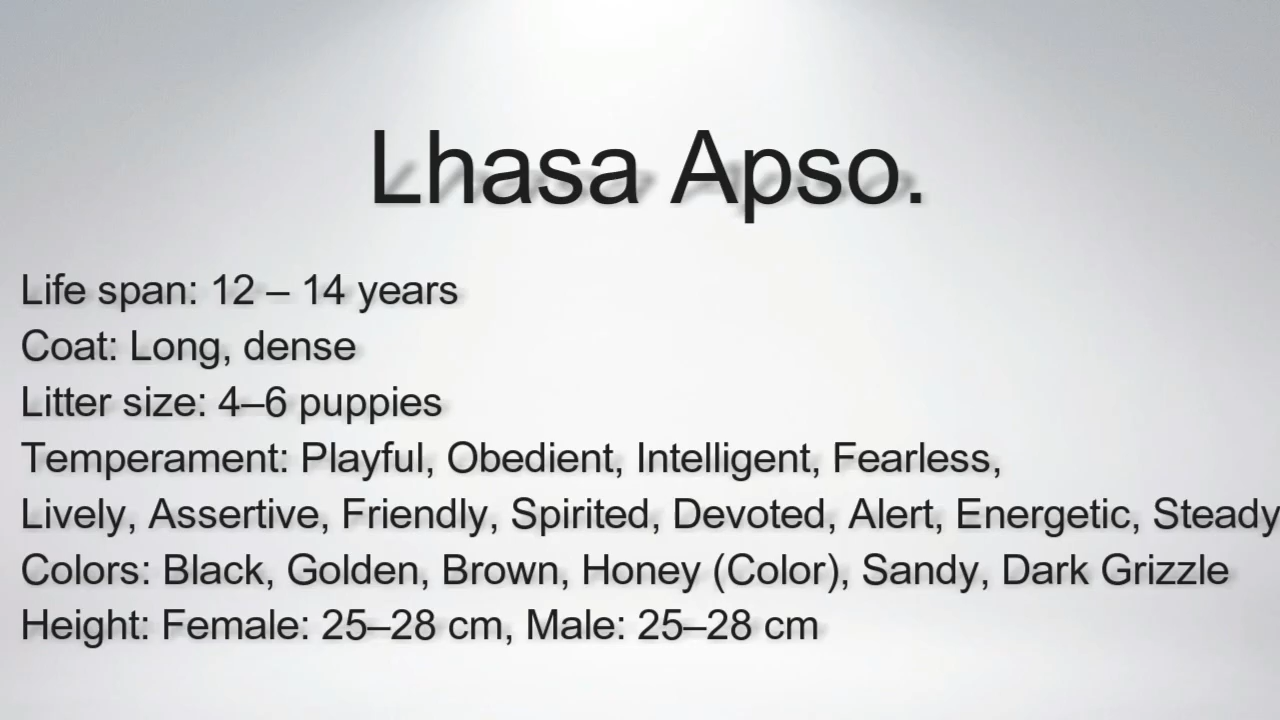 Lhasa Apso.
Life span: 12 – 14 years
Coat: Long, dense
Litter size: 4–6 puppies
Temperament: Playful, Obedient, Intelligent, Fearless,
Lively, Assertive, Friendly, Spirited, Devoted, Alert, Energetic, Steady
Colors: Black, Golden, Brown, Honey (Color), Sandy, Dark Grizzle
Height: Female: 25–28 cm, Male: 25–28 cm